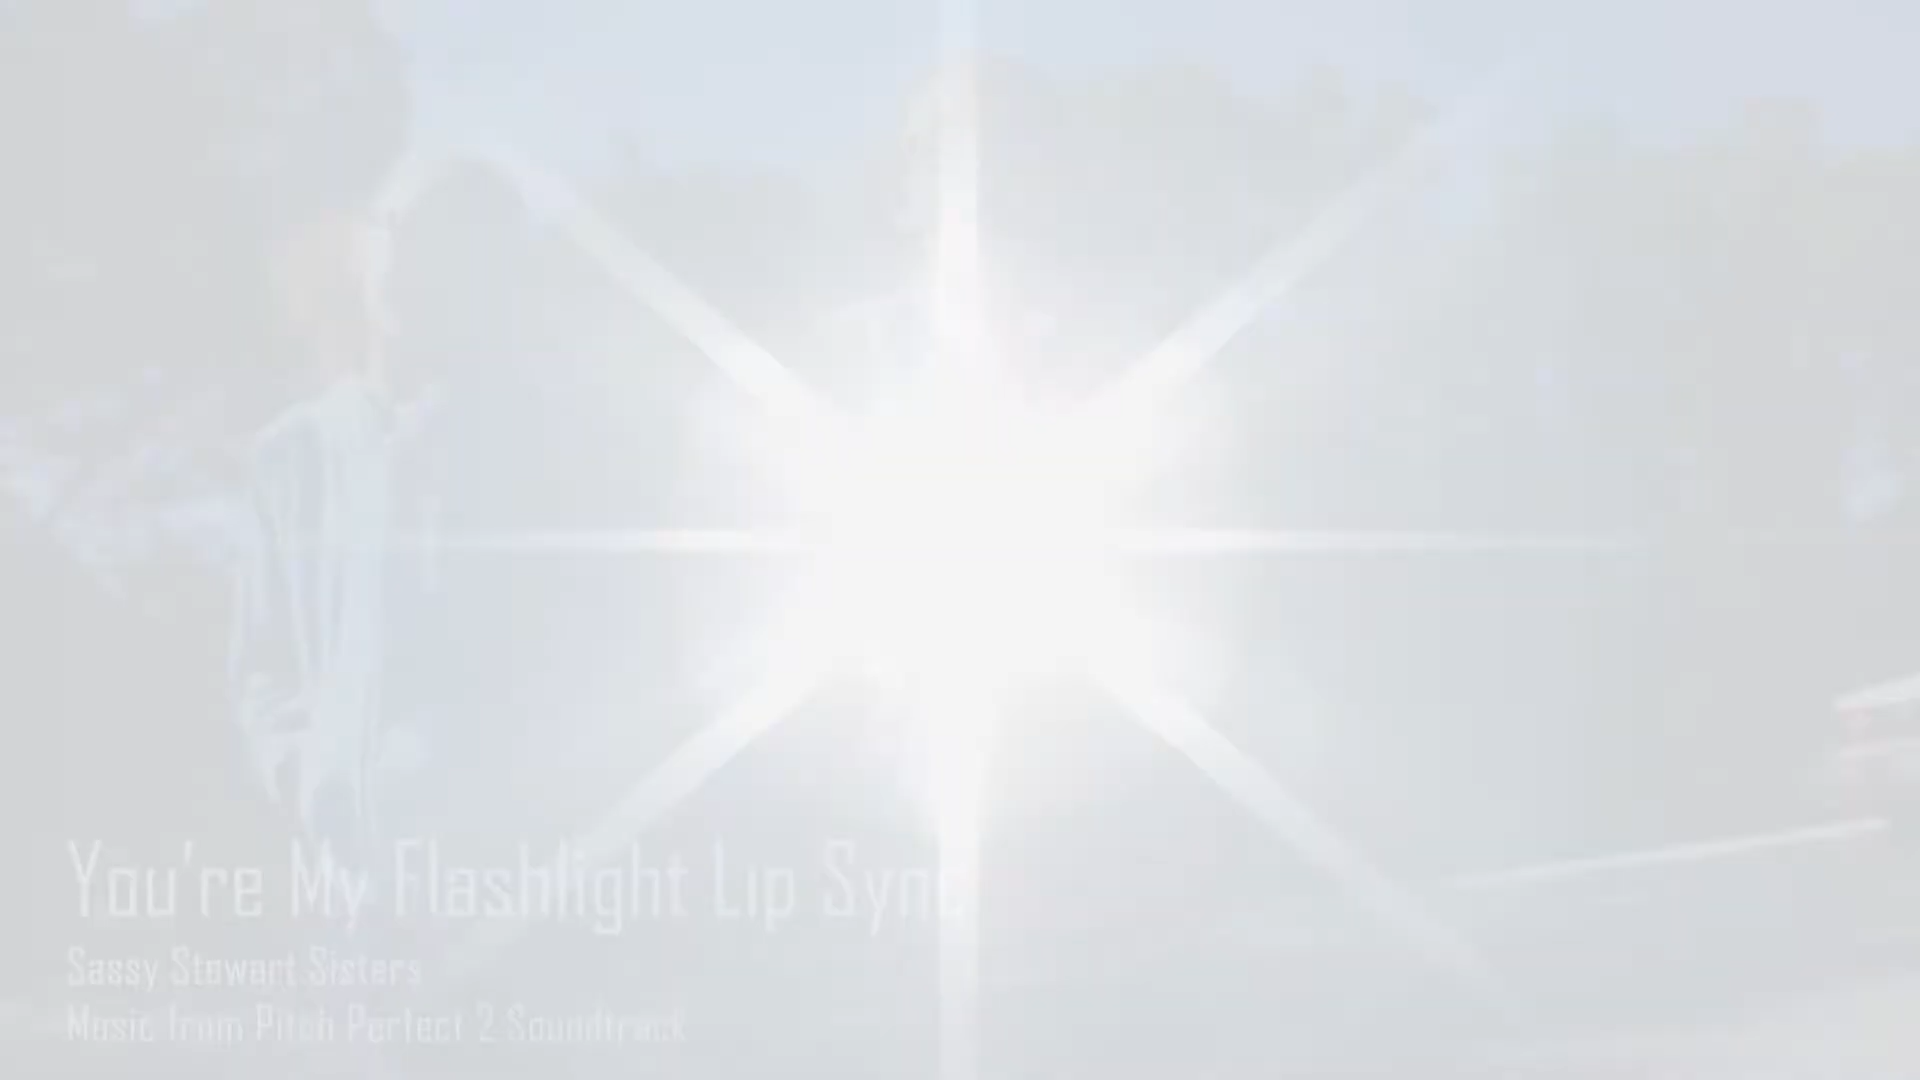 You're My Flashlight Lip Sync
Sassy Stewart Sisters
Music from Pitch Perfect 2 Soundtrack